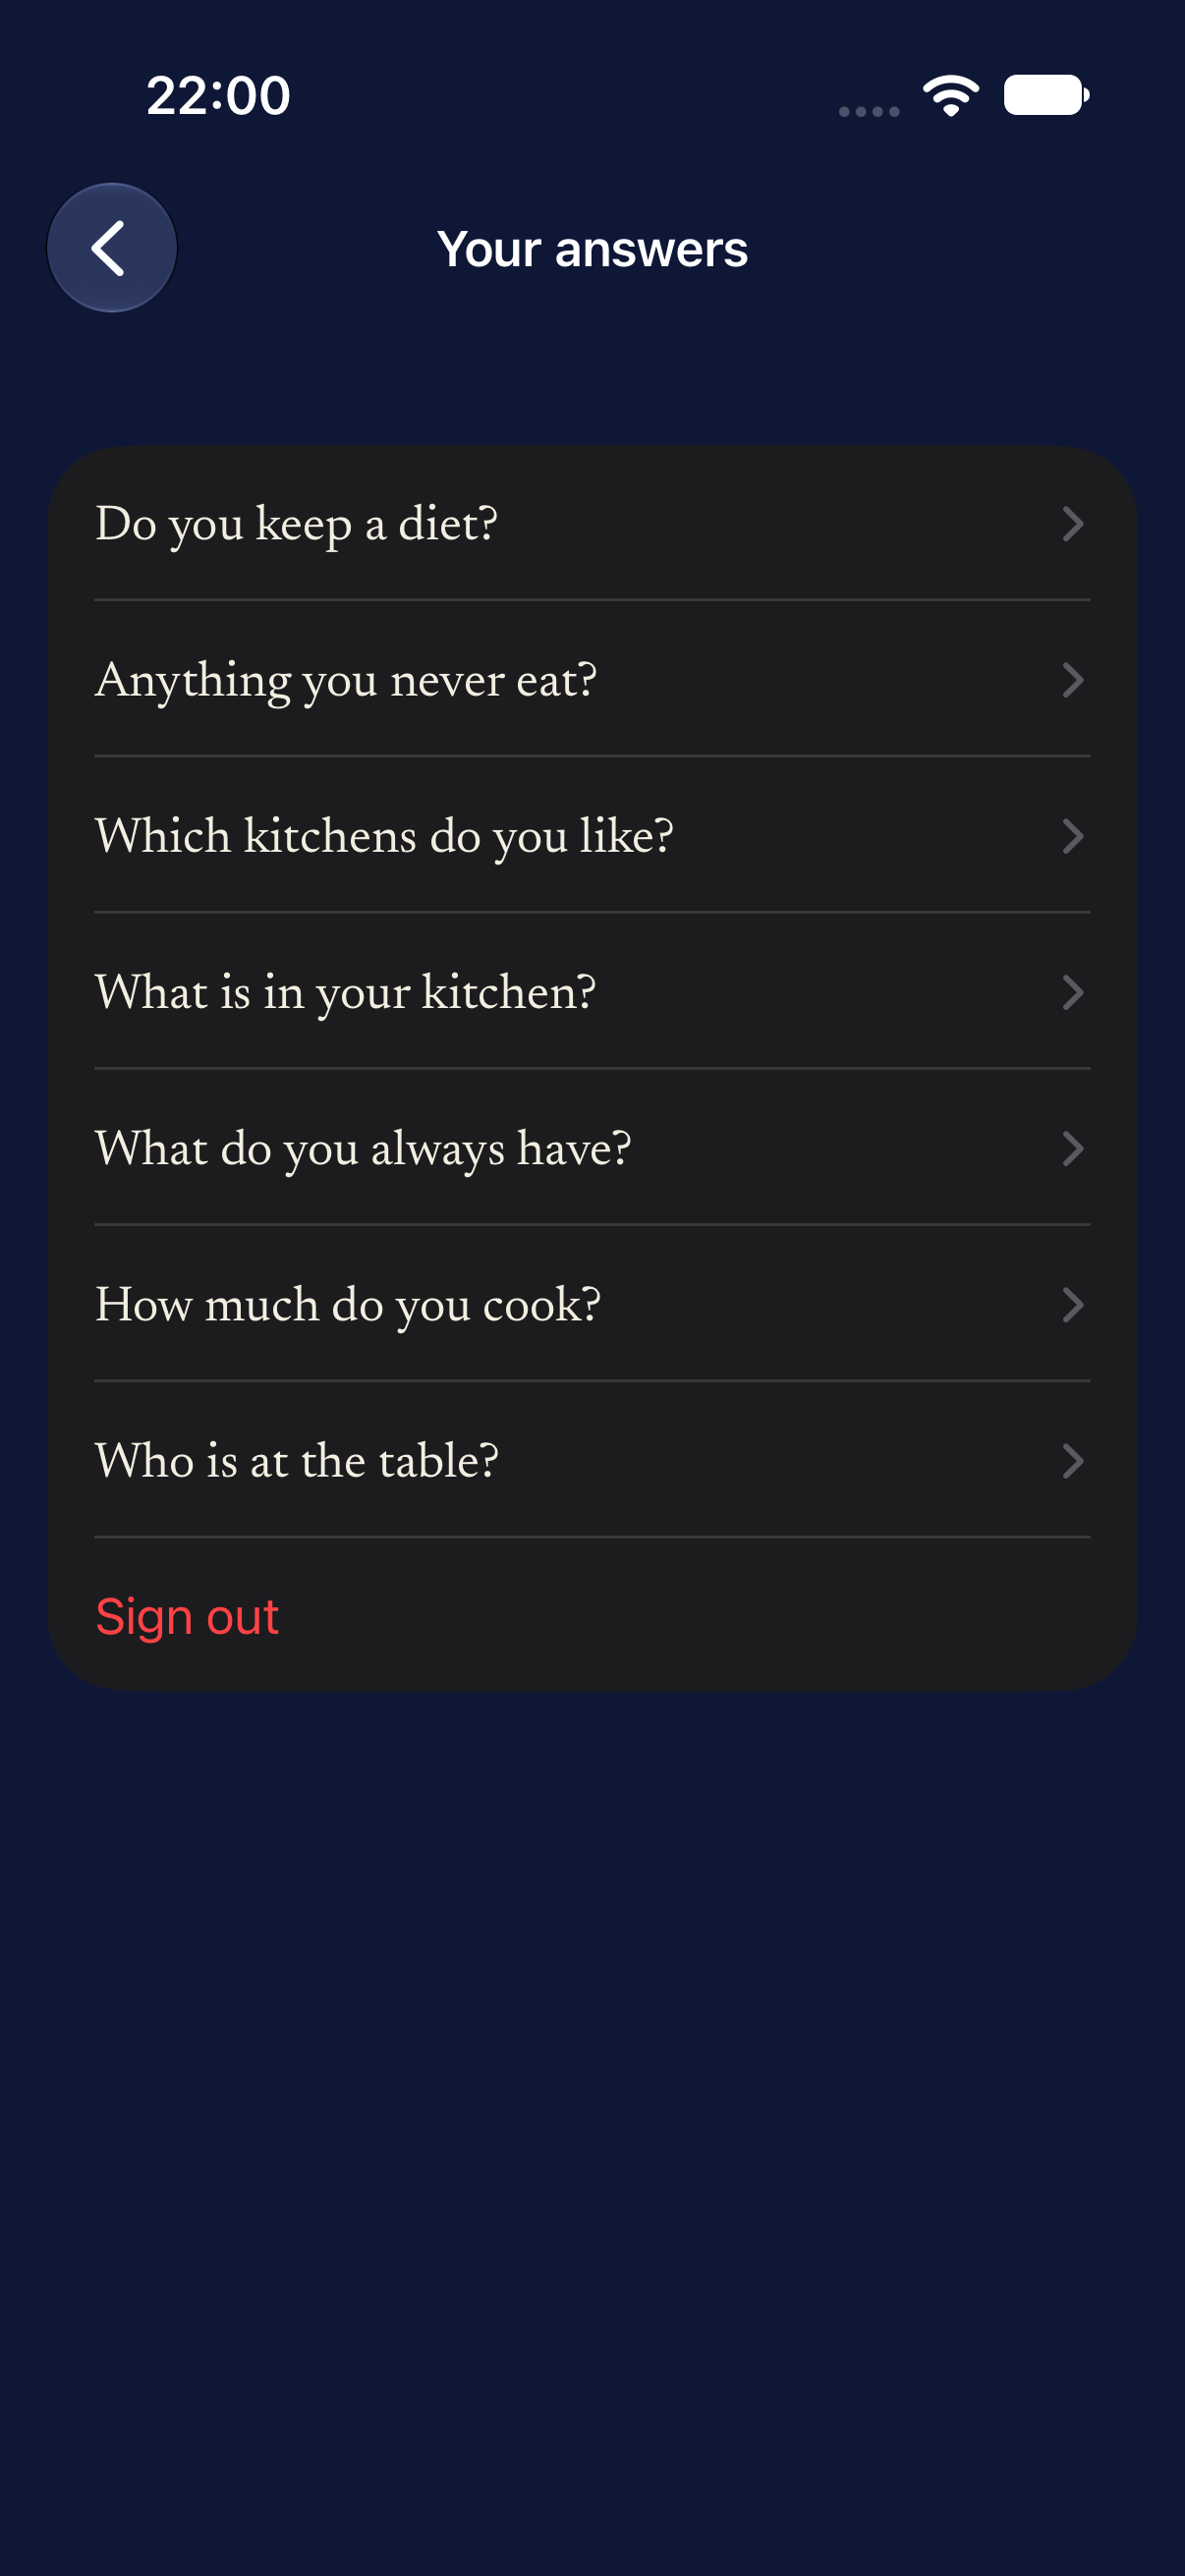 22:00
Your answers
Do you keep a diet?
Anything you never eat?
Which kitchens do you like?
What is in your kitchen?
What do you always have?
How much do you cook?
Who is at the table?
Sign out